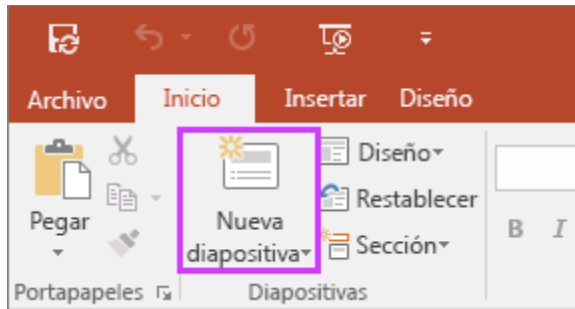 Archivo Inicio Insertar Diseño
Pegar
Nueva
diapositiva
Diseño
Restablecer
Sección
B I
Portapapeles Diapositivas